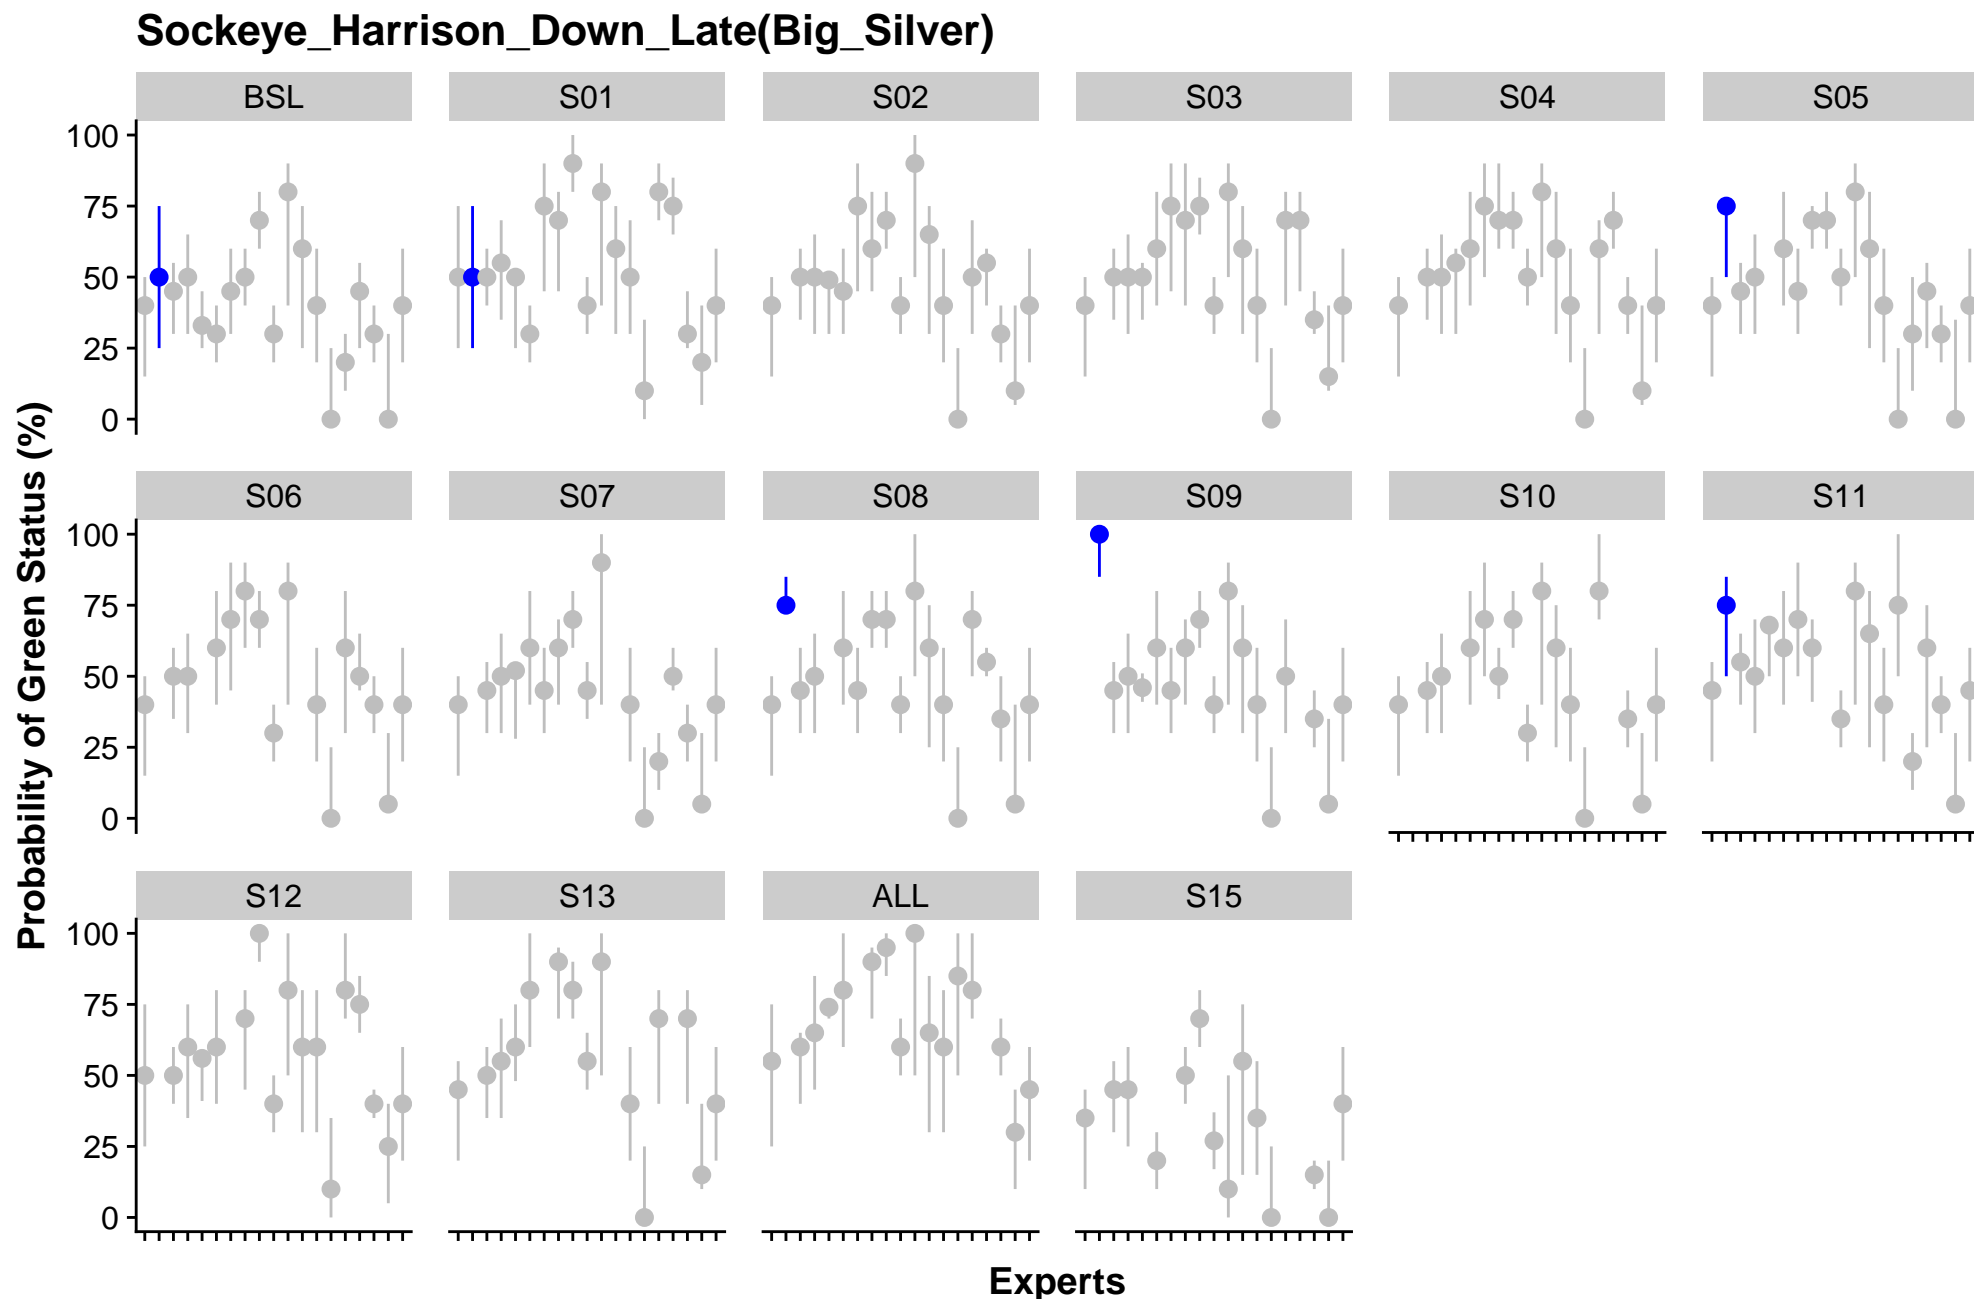 Sockeye_Harrison_Down_Late(Big_Silver)
BSL S01 S02 S03 S04 S05
100
75
50
25
0
S06 S07 S08 S09 S10 S11
100
75
50
25
0
S12 S13 ALL S15
100
75
50
25
0
Probability of Green Status (%)
Experts